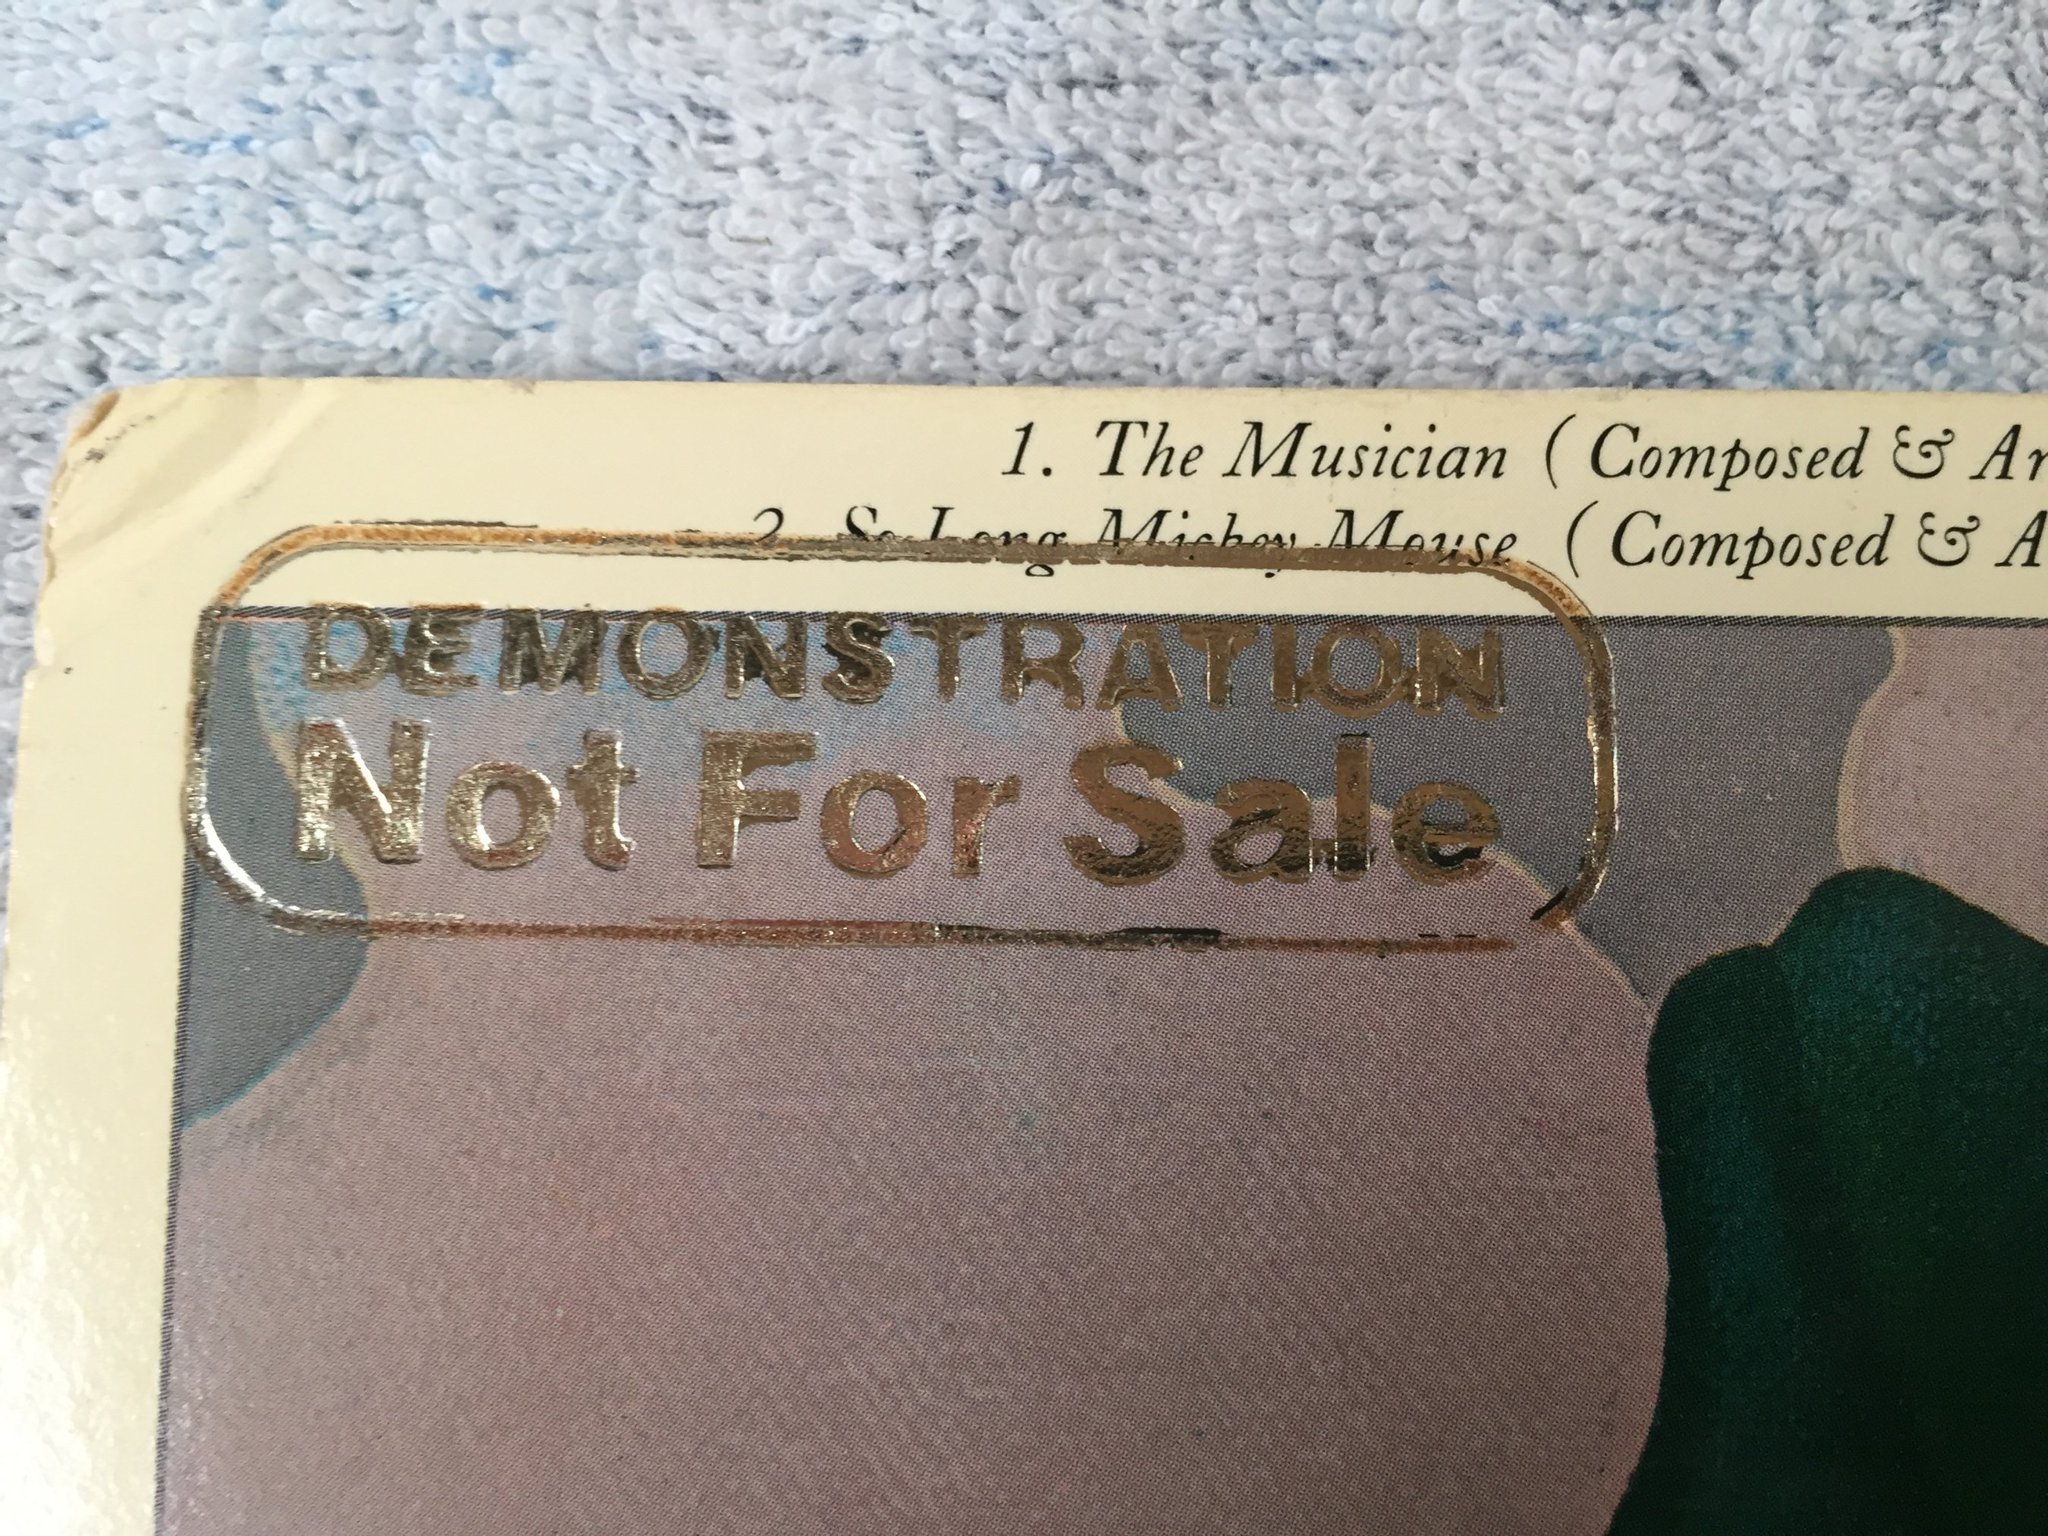 1. The Musician ( Composed & Ar
2. So Long Mickey Mouse ( Composed & A
DEMONSTRATION
Not For Sale